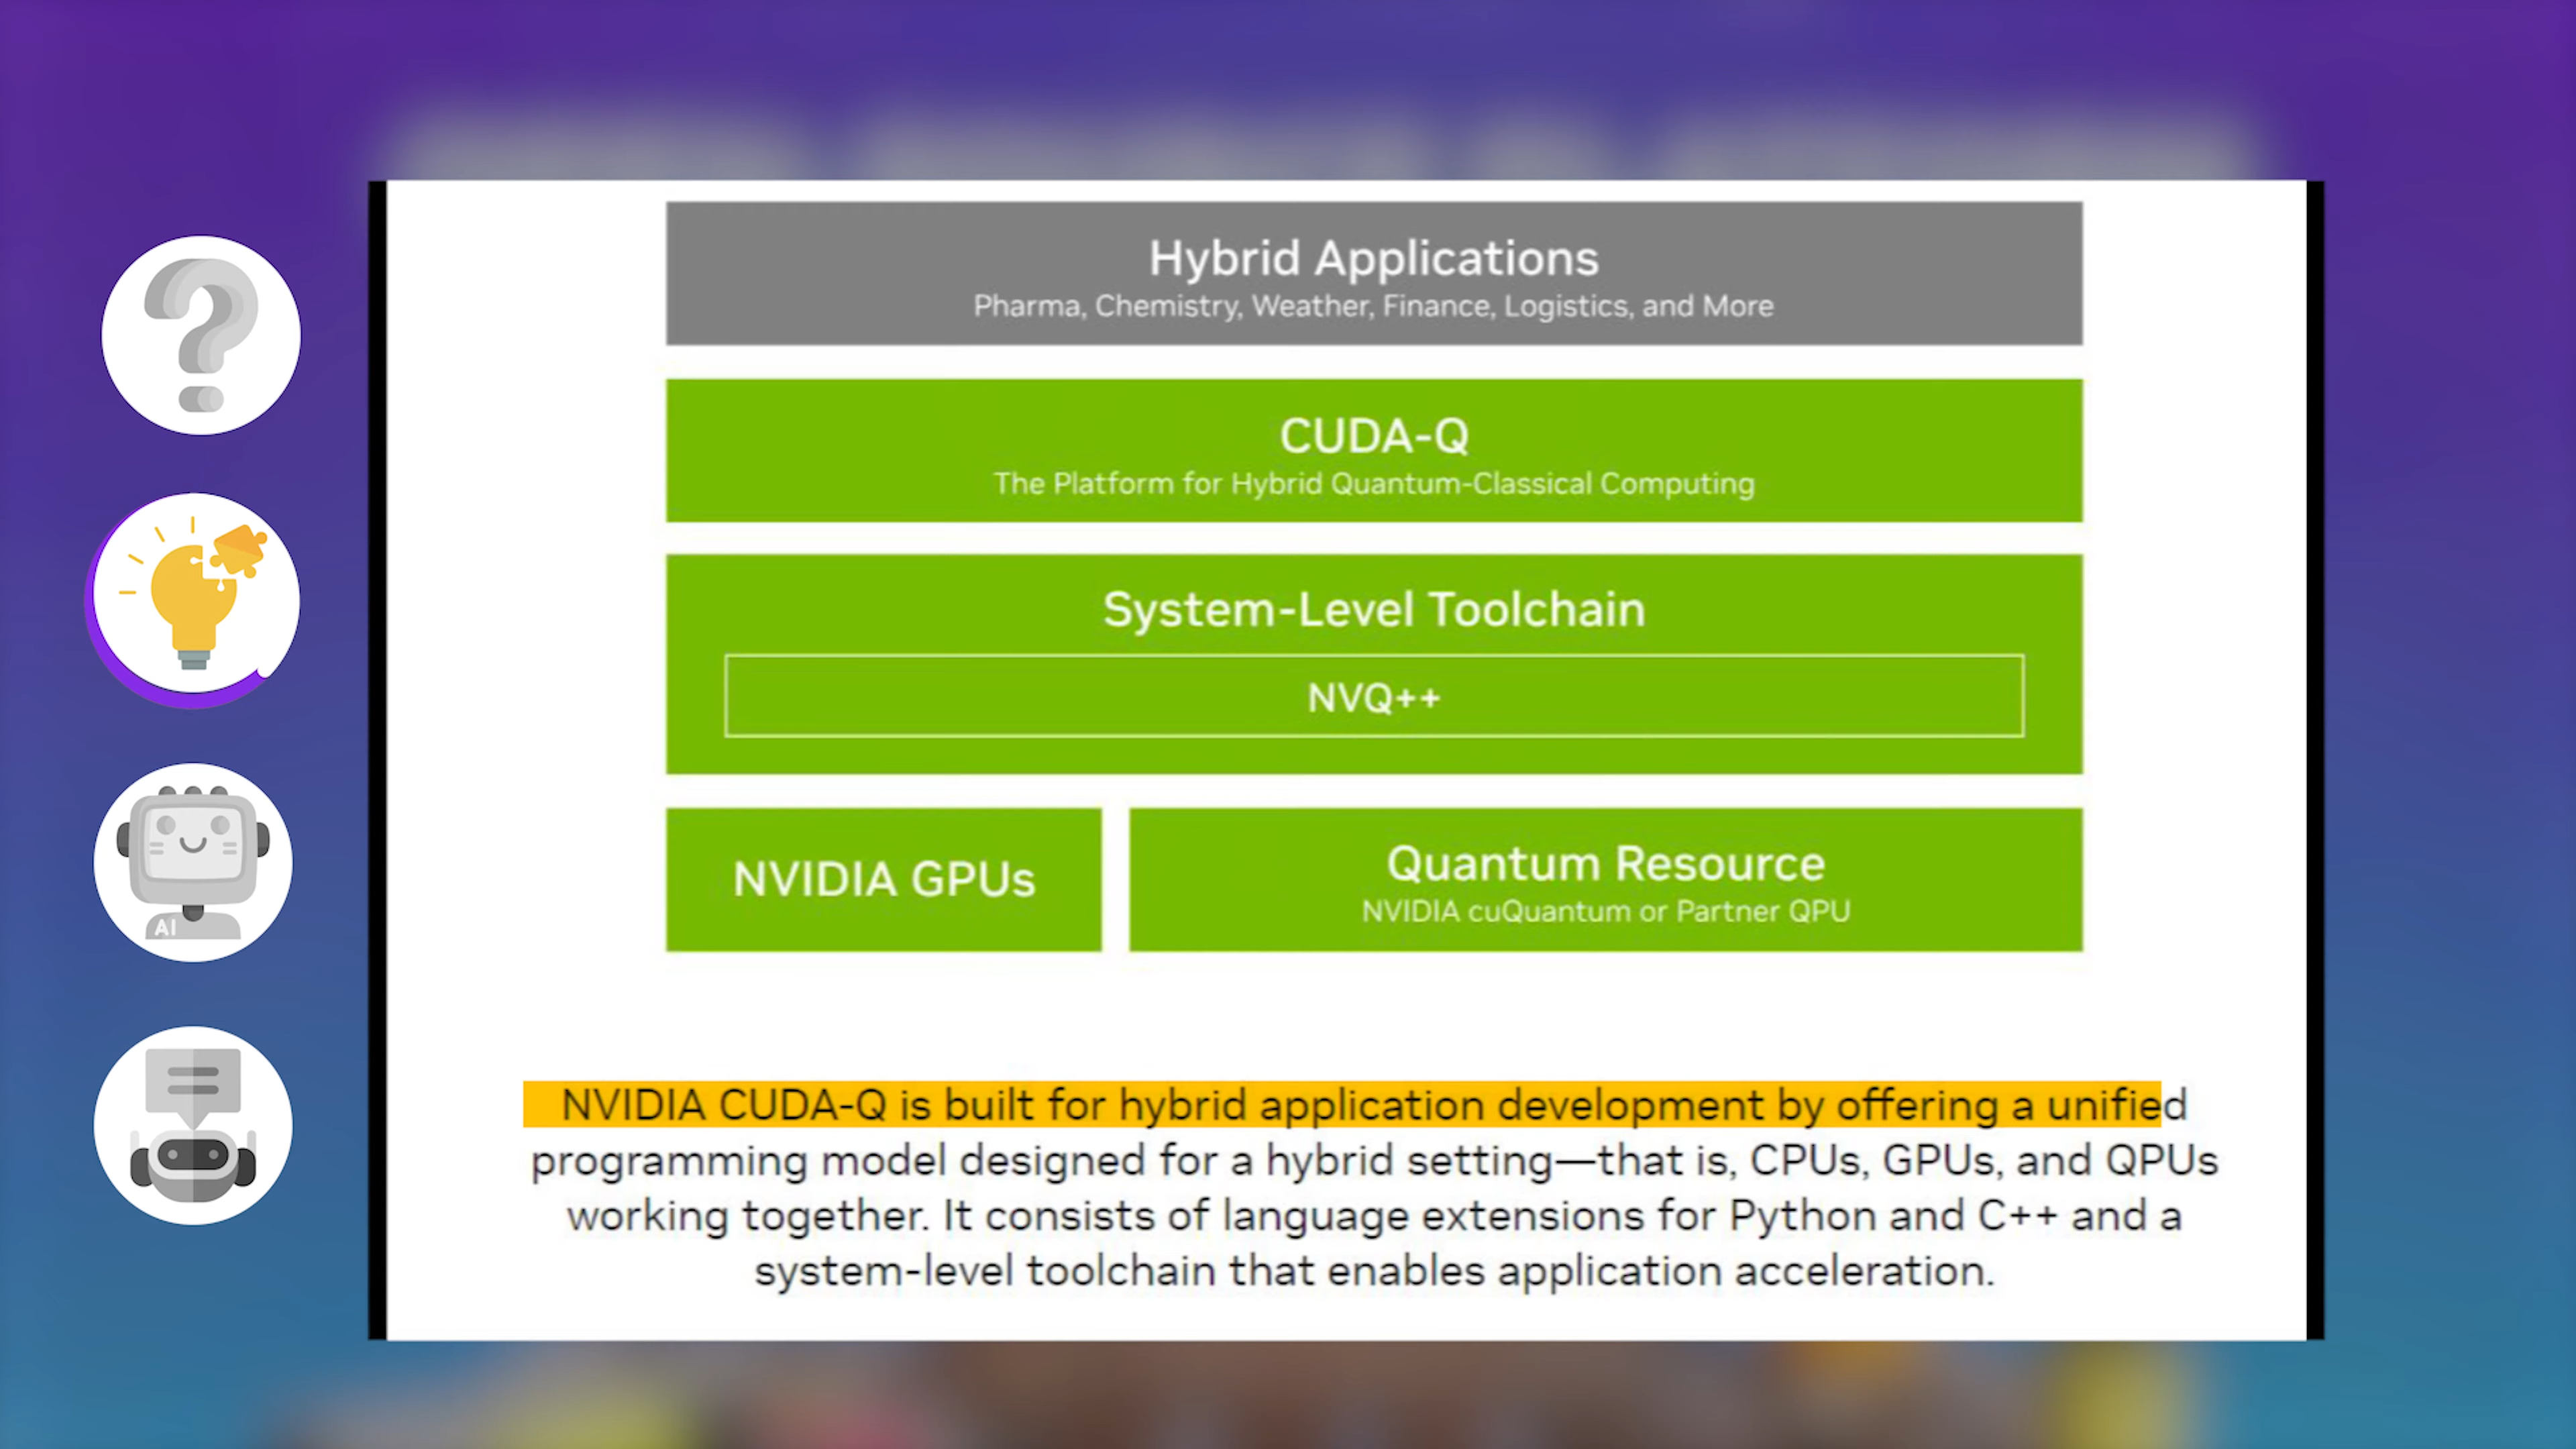 Hybrid Applications
Pharma, Chemistry, Weather, Finance, Logistics, and More
CUDA-Q
The Platform for Hybrid Quantum-Classical Computing
System-Level Toolchain
NVQ++
NVIDIA GPUs
Quantum Resource
NVIDIA cuQuantum or Partner QPU
AI
NVIDIA CUDA-Q is built for hybrid application development by offering a unified
programming model designed for a hybrid setting—that is, CPUs, GPUs, and QPUs
working together. It consists of language extensions for Python and C++ and a
system-level toolchain that enables application acceleration.